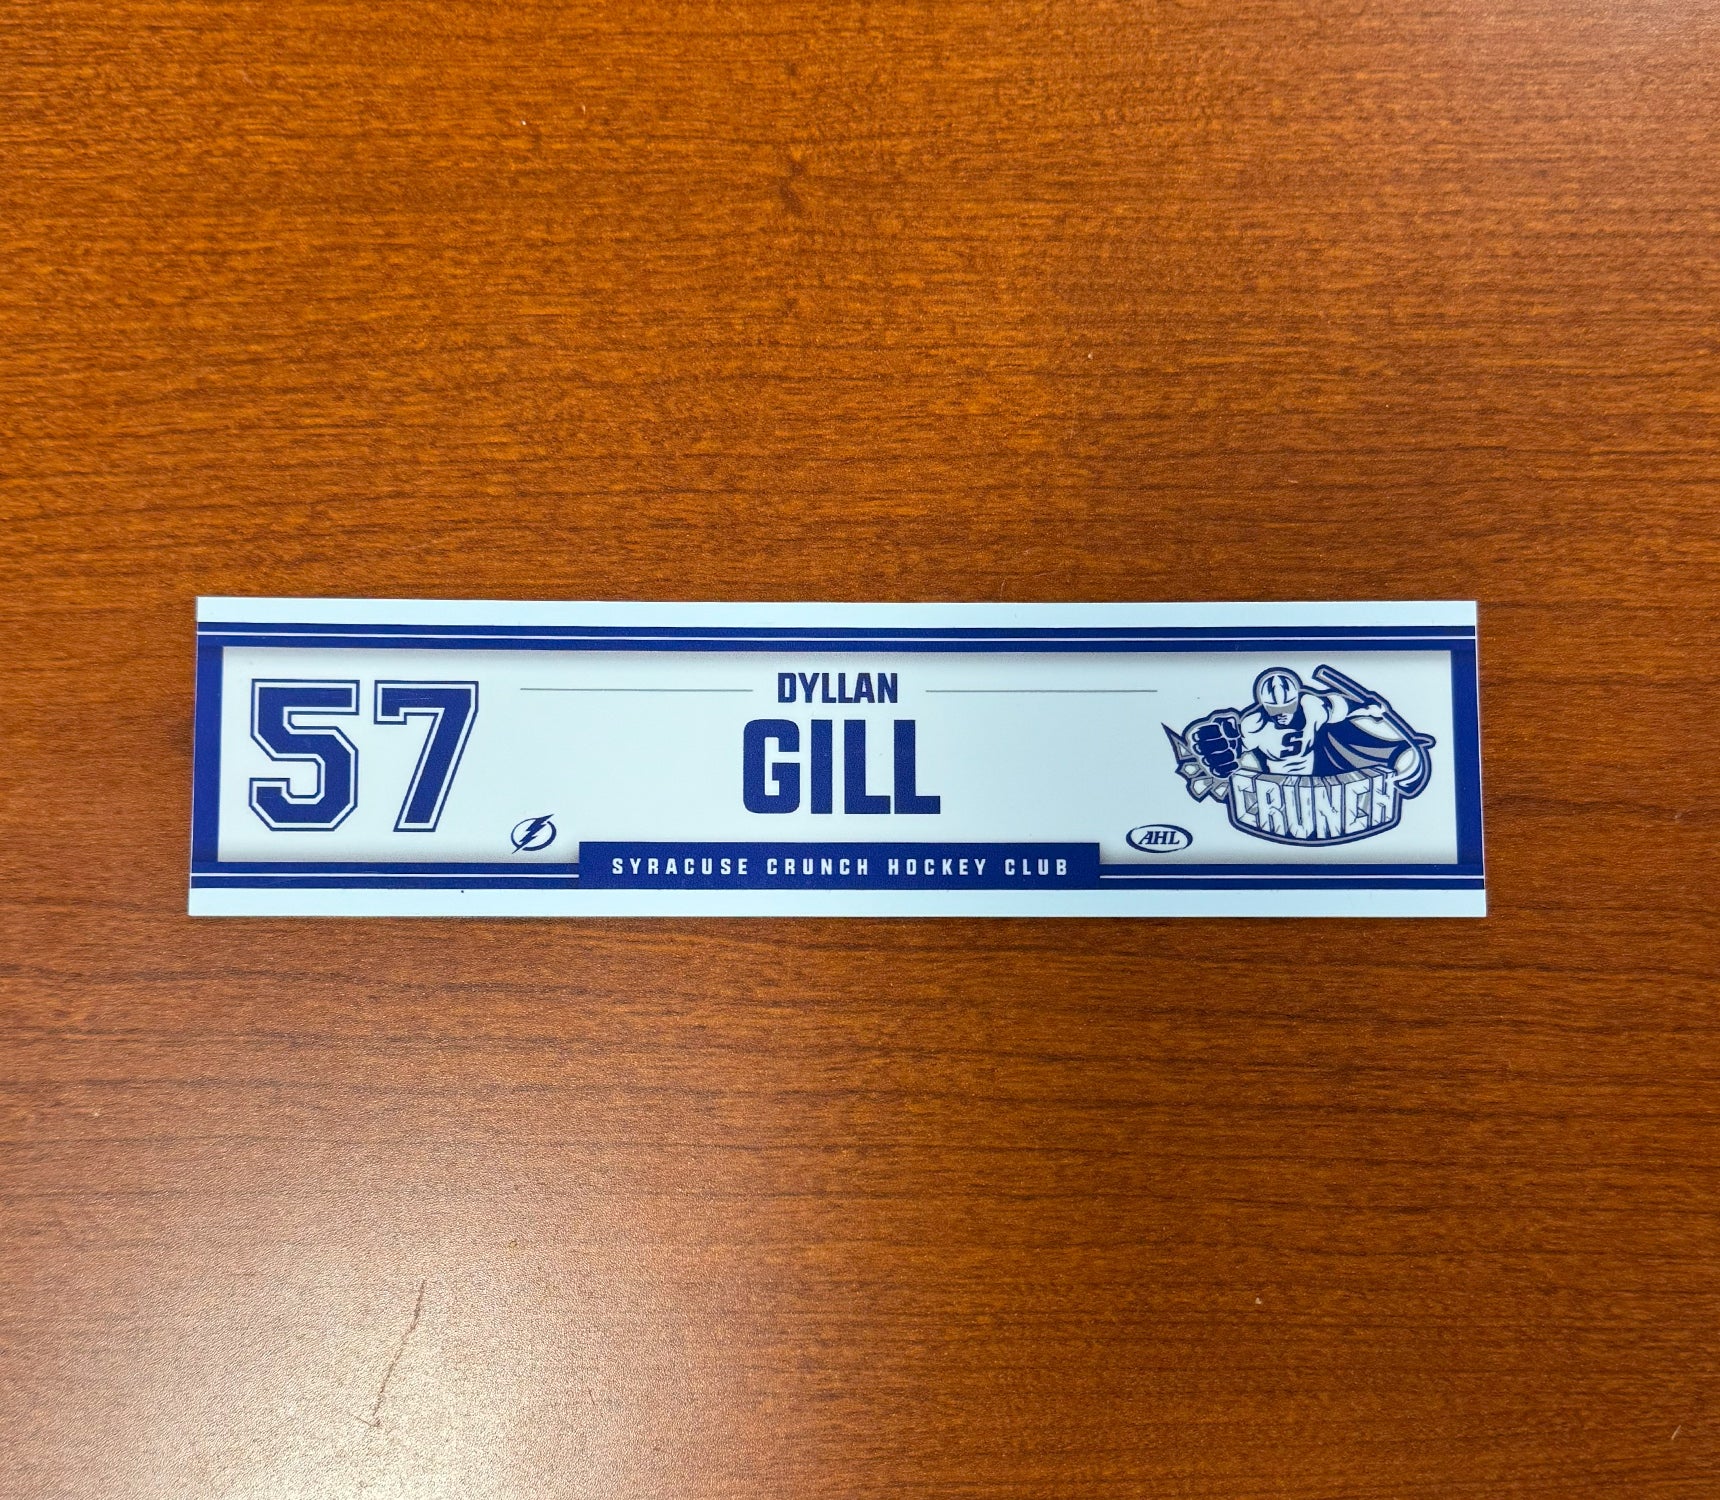 57
DYLLAN
GILL
S
CRUNCH
AHL
SYRACUSE CRUNCH HOCKEY CLUB